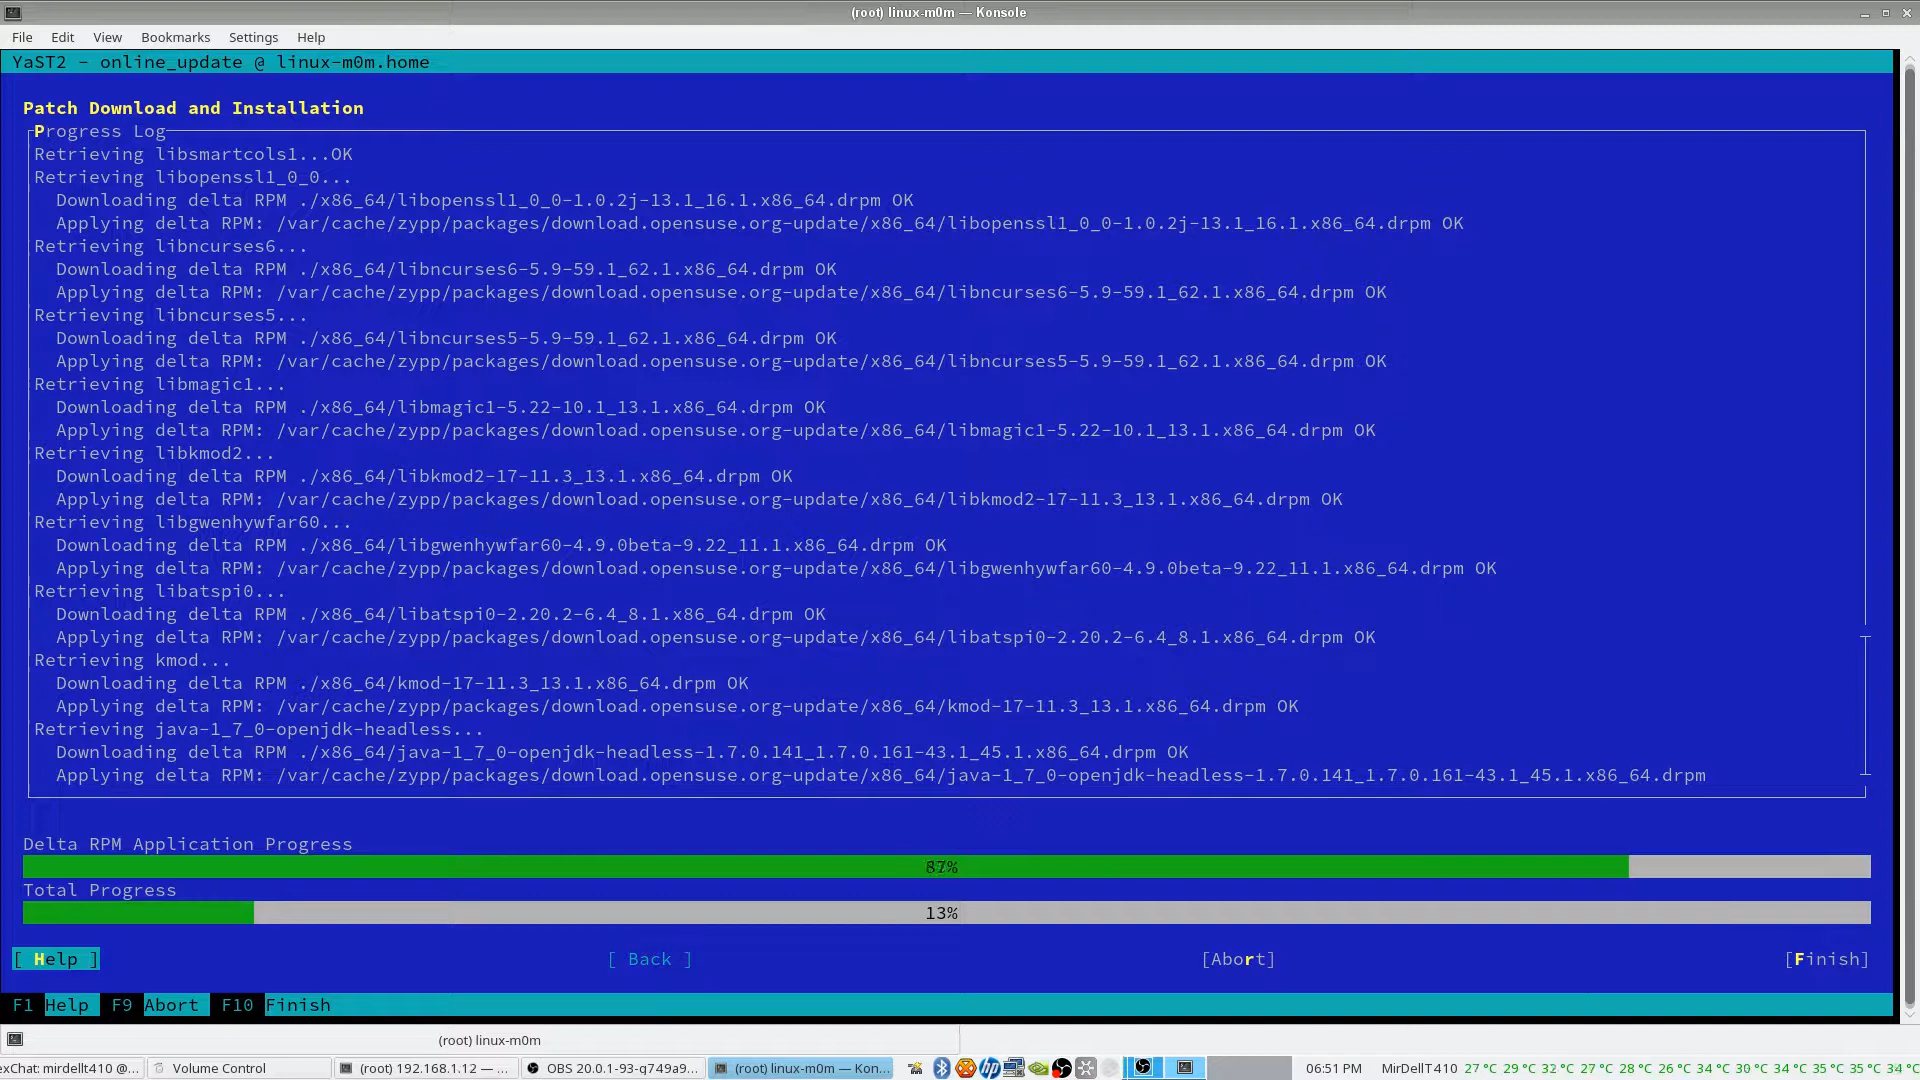 (root) linux-m0m — Konsole
File Edit View Bookmarks Settings Help
YaST2 - online_update @ linux-m0m.home
Patch Download and Installation
Progress Log
Retrieving libsmartcols1...OK
Retrieving libopenssl1_0_0...
Downloading delta RPM ./x86_64/libopenssl1_0_0-1.0.2j-13.1_16.1.x86_64.drpm OK
Applying delta RPM: /var/cache/zypp/packages/download.opensuse.org-update/x86_64/libopenssl1_0_0-1.0.2j-13.1_16.1.x86_64.drpm OK
Retrieving libncurses6...
Downloading delta RPM ./x86_64/libncurses6-5.9-59.1_62.1.x86_64.drpm OK
Applying delta RPM: /var/cache/zypp/packages/download.opensuse.org-update/x86_64/libncurses6-5.9-59.1_62.1.x86_64.drpm OK
Retrieving libncurses5...
Downloading delta RPM ./x86_64/libncurses5-5.9-59.1_62.1.x86_64.drpm OK
Applying delta RPM: /var/cache/zypp/packages/download.opensuse.org-update/x86_64/libncurses5-5.9-59.1_62.1.x86_64.drpm OK
Retrieving libmagic1...
Downloading delta RPM ./x86_64/libmagic1-5.22-10.1_13.1.x86_64.drpm OK
Applying delta RPM: /var/cache/zypp/packages/download.opensuse.org-update/x86_64/libmagic1-5.22-10.1_13.1.x86_64.drpm OK
Retrieving libkmod2...
Downloading delta RPM ./x86_64/libkmod2-17-11.3_13.1.x86_64.drpm OK
Applying delta RPM: /var/cache/zypp/packages/download.opensuse.org-update/x86_64/libkmod2-17-11.3_13.1.x86_64.drpm OK
Retrieving libgwenhywfar60...
Downloading delta RPM ./x86_64/libgwenhywfar60-4.9.0beta-9.22_11.1.x86_64.drpm OK
Applying delta RPM: /var/cache/zypp/packages/download.opensuse.org-update/x86_64/libgwenhywfar60-4.9.0beta-9.22_11.1.x86_64.drpm OK
Retrieving libatspi0...
Downloading delta RPM ./x86_64/libatspi0-2.20.2-6.4_8.1.x86_64.drpm OK
Applying delta RPM: /var/cache/zypp/packages/download.opensuse.org-update/x86_64/libatspi0-2.20.2-6.4_8.1.x86_64.drpm OK
Retrieving kmod...
Downloading delta RPM ./x86_64/kmod-17-11.3_13.1.x86_64.drpm OK
Applying delta RPM: /var/cache/zypp/packages/download.opensuse.org-update/x86_64/kmod-17-11.3_13.1.x86_64.drpm OK
Retrieving java-1_7_0-openjdk-headless...
Downloading delta RPM ./x86_64/java-1_7_0-openjdk-headless-1.7.0.141_1.7.0.161-43.1_45.1.x86_64.drpm OK
Applying delta RPM: /var/cache/zypp/packages/download.opensuse.org-update/x86_64/java-1_7_0-openjdk-headless-1.7.0.141_1.7.0.161-43.1_45.1.x86_64.drpm
Delta RPM Application Progress
87%
Total Progress
13%
[ Help ] [ Back ] [Abort] [Finish]
F1 Help F9 Abort F10 Finish
(root) linux-m0m
exChat: mirdellt410 @... Volume Control (root) 192.168.1.12 — ... OBS 20.0.1-93-g749a9... (root) linux-m0m — Kon... 06:51 PM MirDellT410 27 °C 29 °C 32 °C 27 °C 28 °C 26 °C 34 °C 34 °C 30 °C 34 °C 34 °C 35 °C 35 °C 34 °C